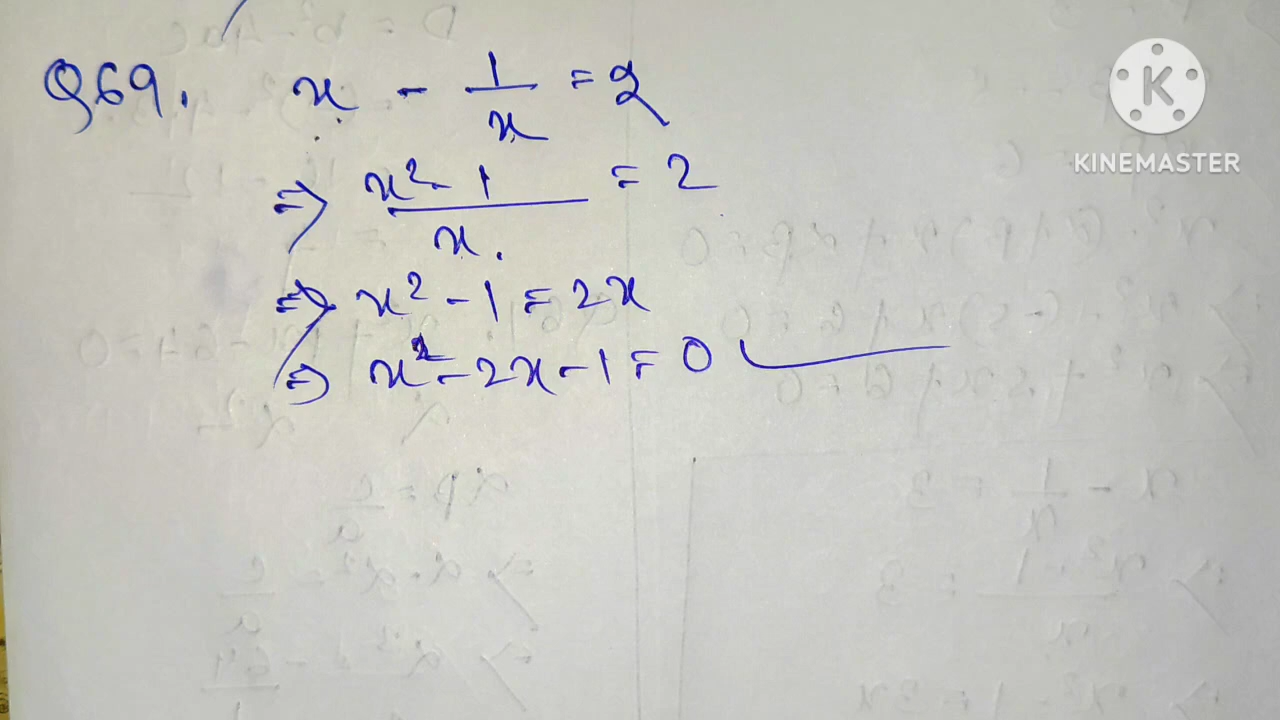 Q69. x - 1/x = 2
⇒ x² - 1 / x. = 2
⇒ x² - 1 = 2x
⇒ x² - 2x - 1 = 0
K
KINEMASTER